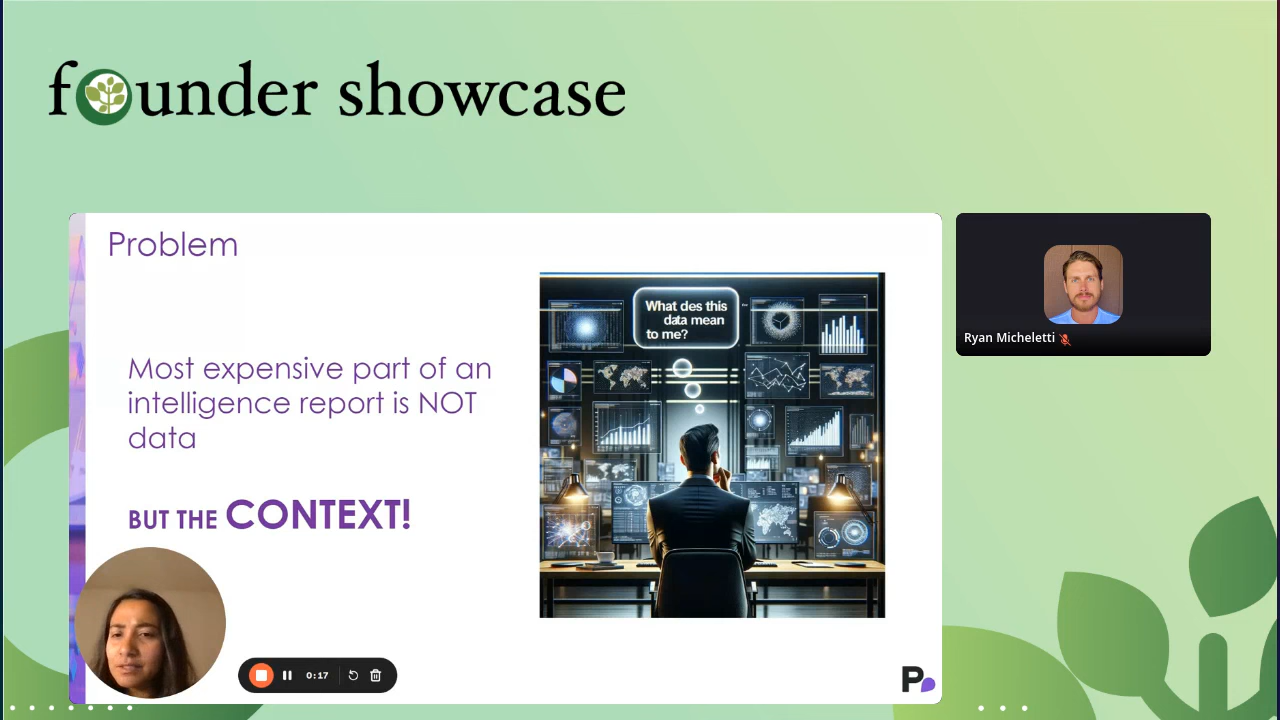 founder showcase
Problem
What des this
data mean
to me?
Most expensive part of an
intelligence report is NOT
data
BUT THE CONTEXT!
Ryan Micheletti
0:17
P